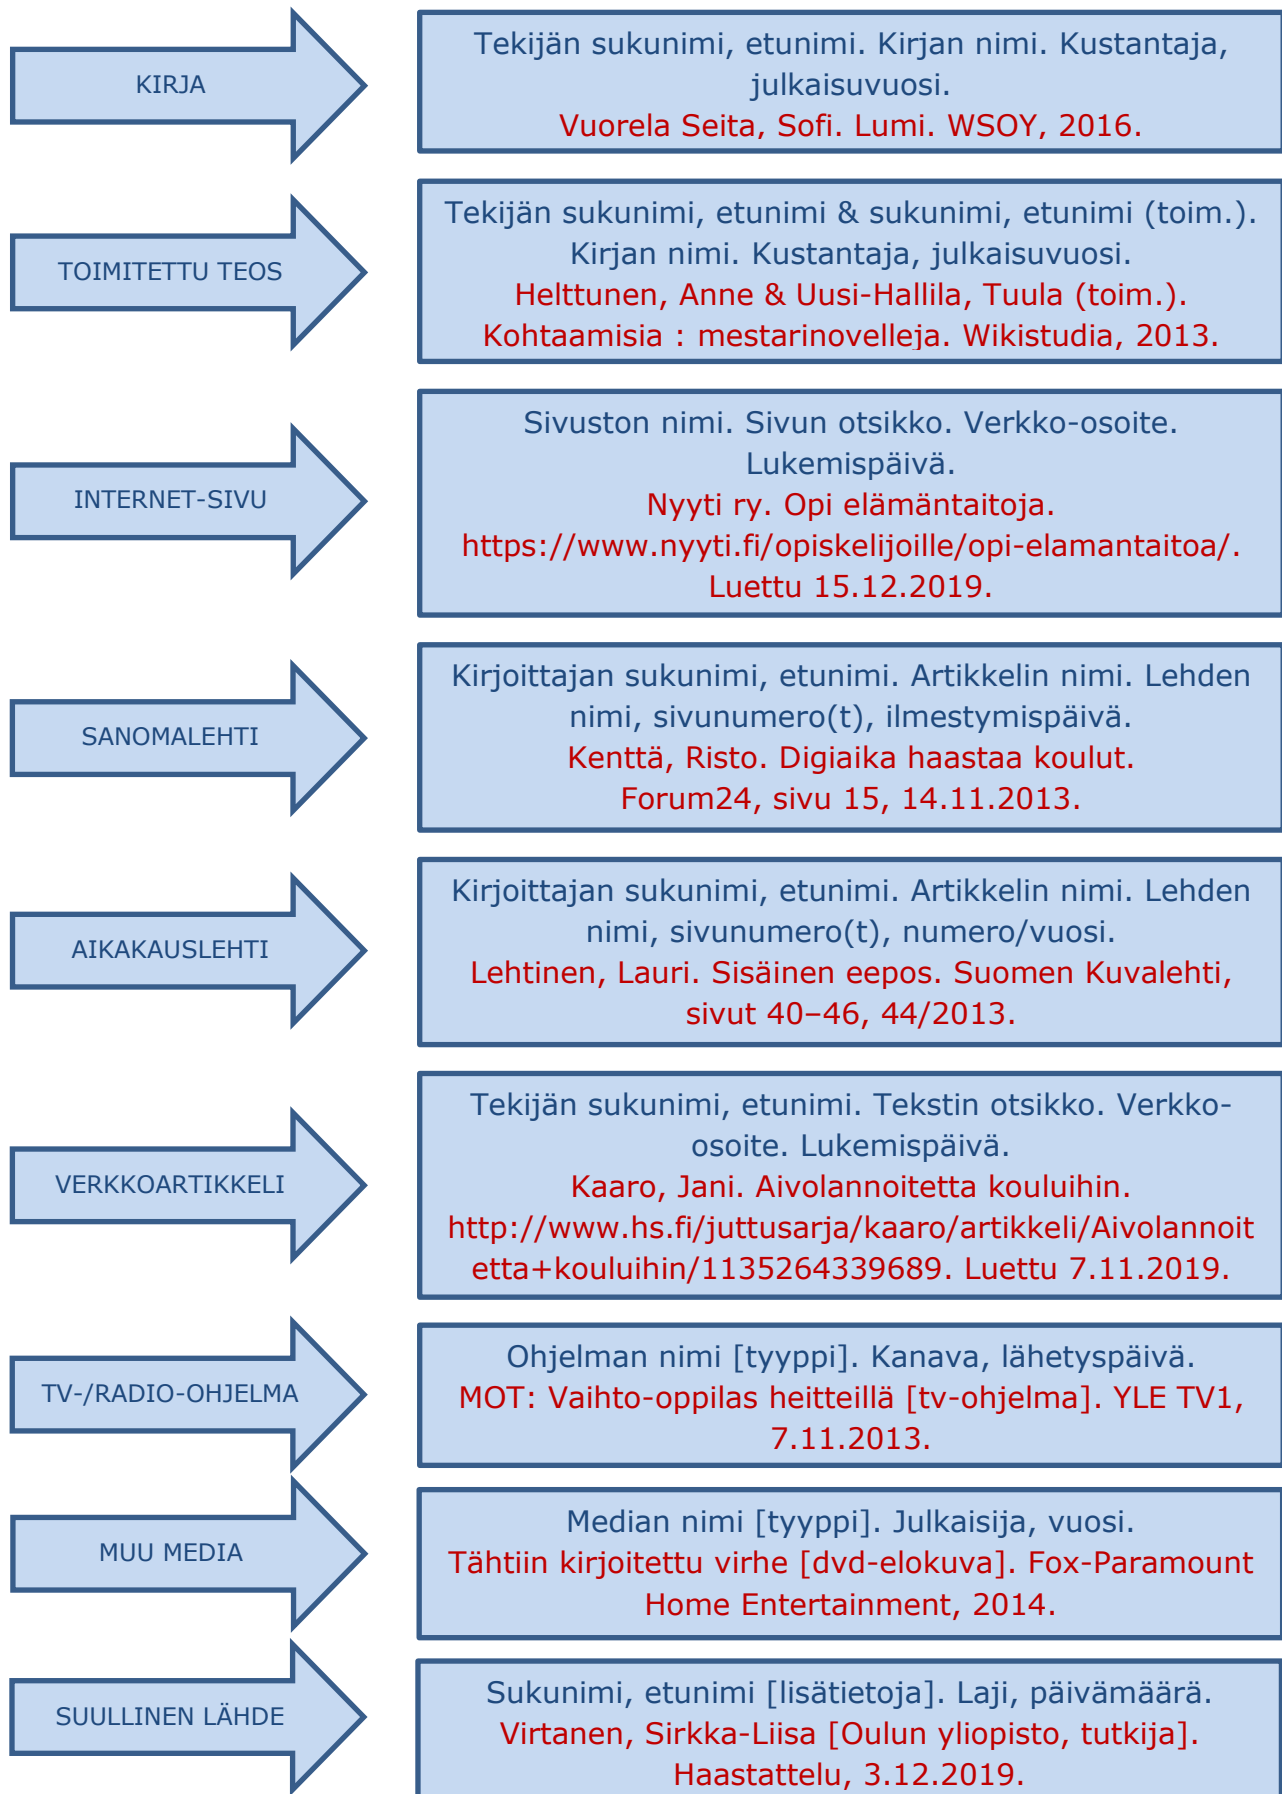 KIRJA
Tekijän sukunimi, etunimi. Kirjan nimi. Kustantaja,
julkaisuvuosi.
Vuorela Seita, Sofi. Lumi. WSOY, 2016.
TOIMITETTU TEOS
Tekijän sukunimi, etunimi & sukunimi, etunimi (toim.).
Kirjan nimi. Kustantaja, julkaisuvuosi.
Helttunen, Anne & Uusi-Hallila, Tuula (toim.).
Kohtaamisia : mestarinovelleja. Wikistudia, 2013.
INTERNET-SIVU
Sivuston nimi. Sivun otsikko. Verkko-osoite.
Lukemispäivä.
Nyyti ry. Opi elämäntaitoja.
https://www.nyyti.fi/opiskelijoille/opi-elamantaitoa/.
Luettu 15.12.2019.
SANOMALEHTI
Kirjoittajan sukunimi, etunimi. Artikkelin nimi. Lehden
nimi, sivunumero(t), ilmestymispäivä.
Kenttä, Risto. Digiaika haastaa koulut.
Forum24, sivu 15, 14.11.2013.
AIKAKAUSLEHTI
Kirjoittajan sukunimi, etunimi. Artikkelin nimi. Lehden
nimi, sivunumero(t), numero/vuosi.
Lehtinen, Lauri. Sisäinen eepos. Suomen Kuvalehti,
sivut 40–46, 44/2013.
VERKKOARTIKKELI
Tekijän sukunimi, etunimi. Tekstin otsikko. Verkko-
osoite. Lukemispäivä.
Kaaro, Jani. Aivolannoitetta kouluihin.
http://www.hs.fi/juttusarja/kaaro/artikkeli/Aivolannoit
etta+kouluihin/1135264339689. Luettu 7.11.2019.
TV-/RADIO-OHJELMA
Ohjelman nimi [tyyppi]. Kanava, lähetyspäivä.
MOT: Vaihto-oppilas heitteillä [tv-ohjelma]. YLE TV1,
7.11.2013.
MUU MEDIA
Median nimi [tyyppi]. Julkaisija, vuosi.
Tähtiin kirjoitettu virhe [dvd-elokuva]. Fox-Paramount
Home Entertainment, 2014.
SUULLINEN LÄHDE
Sukunimi, etunimi [lisätietoja]. Laji, päivämäärä.
Virtanen, Sirkka-Liisa [Oulun yliopisto, tutkija].
Haastattelu, 3.12.2019.